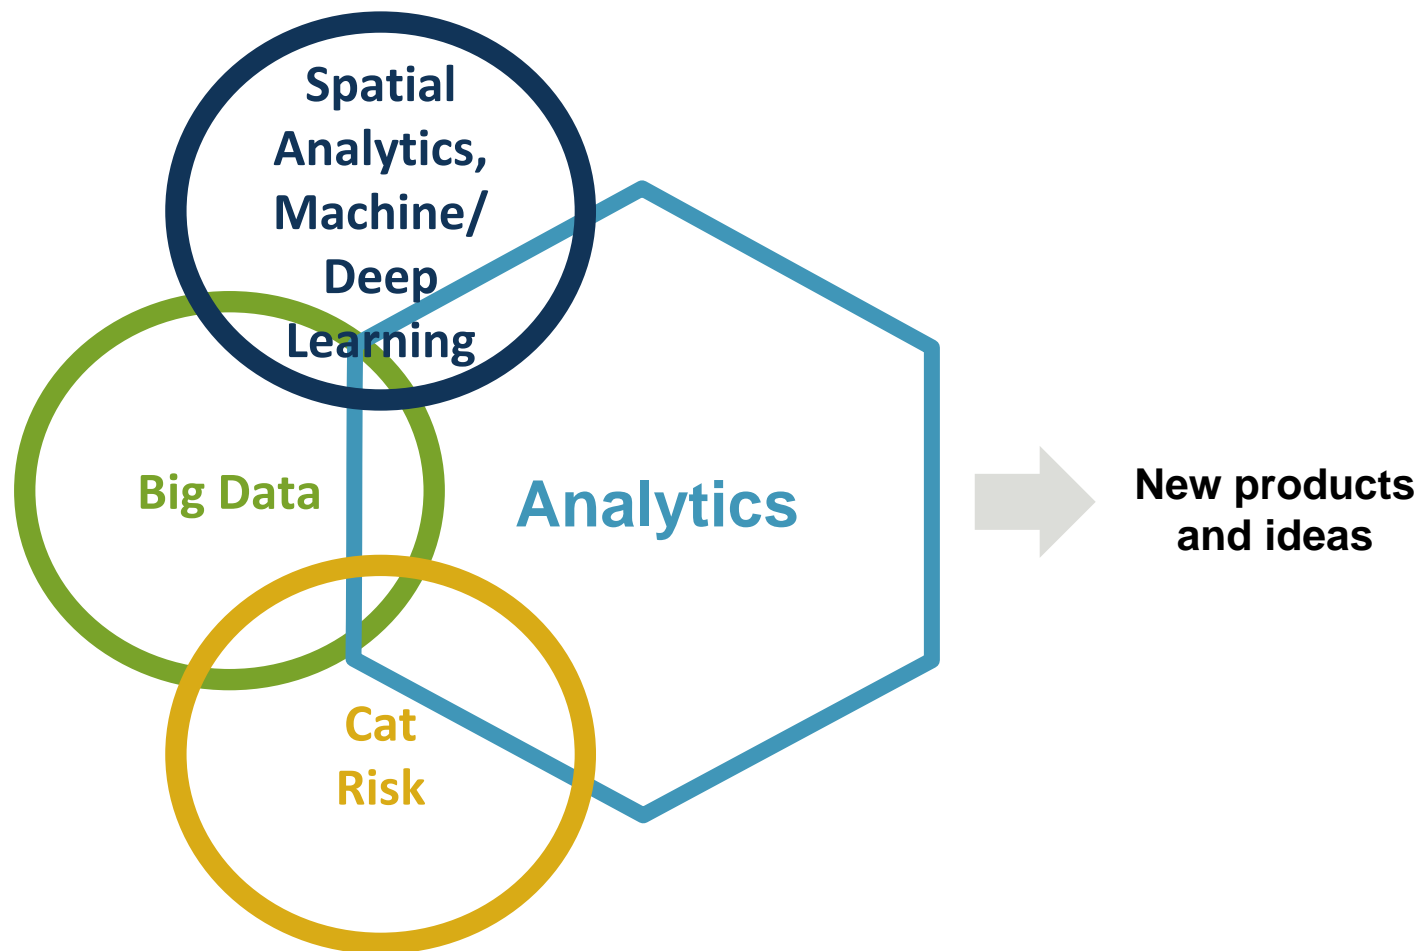 Spatial
Analytics,
Machine/
Deep
Learning
Big Data
Analytics
New products
and ideas
Cat
Risk